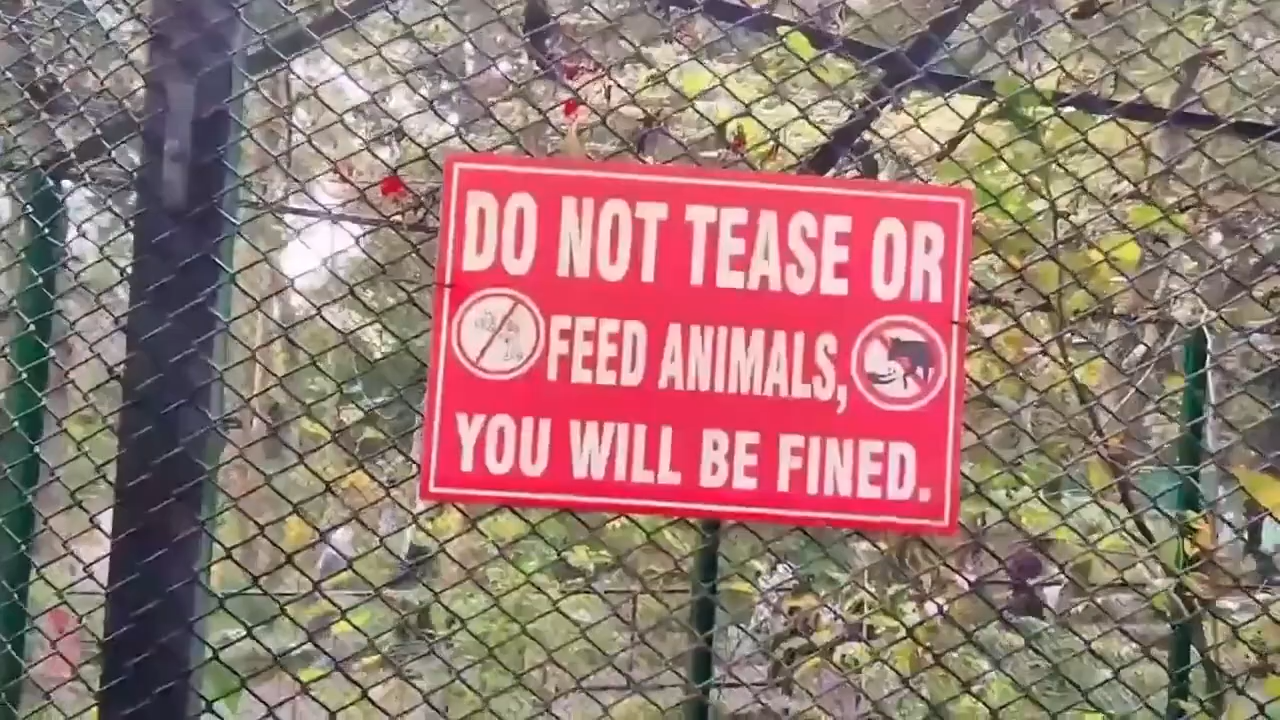 DO NOT TEASE OR
FEED ANIMALS,
YOU WILL BE FINED.